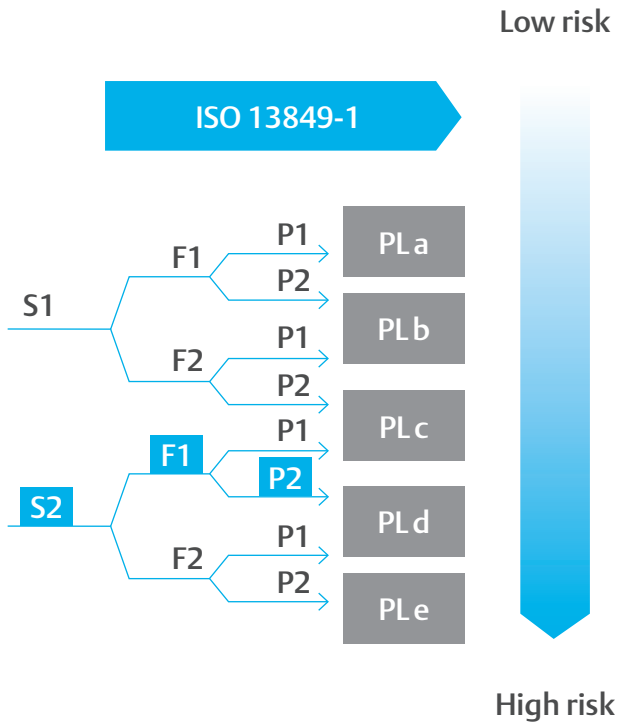 Low risk
ISO 13849-1
P1
PL a
F1
P2
S1
PL b
P1
F2
P2
PL c
P1
F1
P2
S2
PL d
P1
F2
P2
PL e
High risk